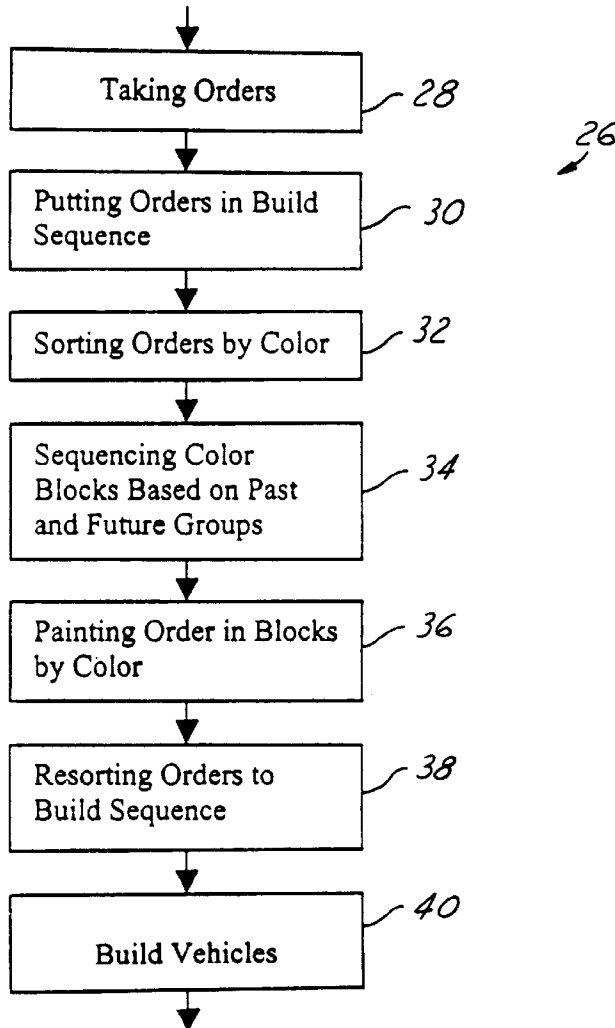 Taking Orders
28
26
Putting Orders in Build
Sequence
30
Sorting Orders by Color
32
Sequencing Color
Blocks Based on Past
and Future Groups
34
Painting Order in Blocks
by Color
36
Resorting Orders to
Build Sequence
38
Build Vehicles
40